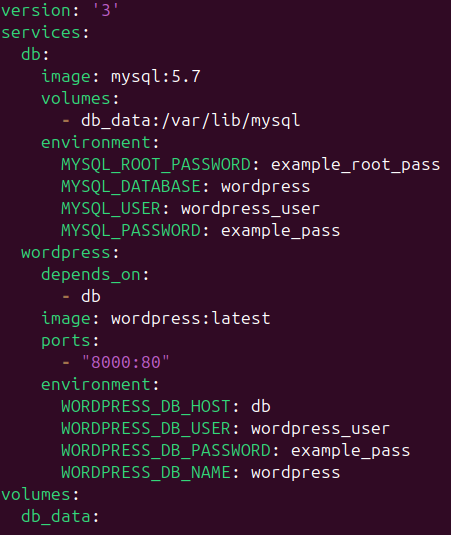 version: '3'
services:
  db:
    image: mysql:5.7
    volumes:
      - db_data:/var/lib/mysql
    environment:
      MYSQL_ROOT_PASSWORD: example_root_pass
      MYSQL_DATABASE: wordpress
      MYSQL_USER: wordpress_user
      MYSQL_PASSWORD: example_pass
  wordpress:
    depends_on:
      - db
    image: wordpress:latest
    ports:
      - "8000:80"
    environment:
      WORDPRESS_DB_HOST: db
      WORDPRESS_DB_USER: wordpress_user
      WORDPRESS_DB_PASSWORD: example_pass
      WORDPRESS_DB_NAME: wordpress
volumes:
  db_data: